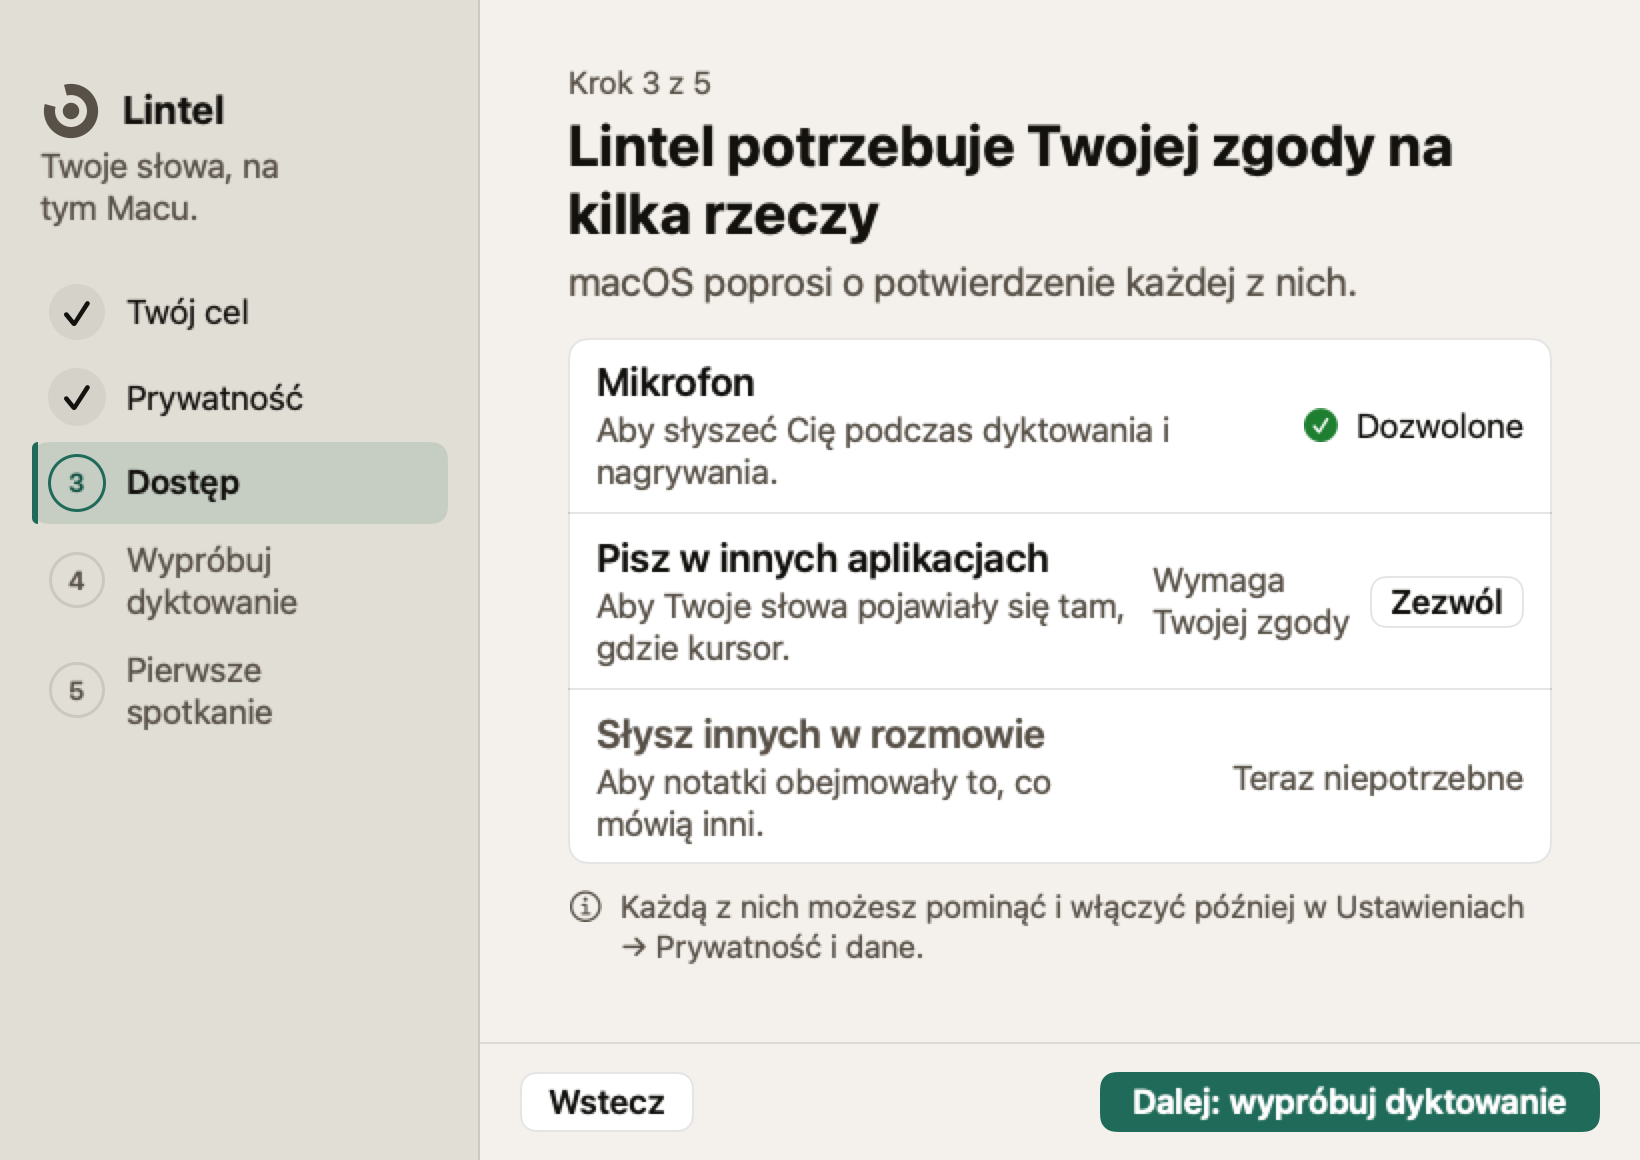 Lintel
Twoje słowa, na
tym Macu.
Twój cel
Prywatność
3
Dostęp
4
Wypróbuj
dyktowanie
5
Pierwsze
spotkanie
Krok 3 z 5
Lintel potrzebuje Twojej zgody na
kilka rzeczy
macOS poprosi o potwierdzenie każdej z nich.
Mikrofon
Aby słyszeć Cię podczas dyktowania i
nagrywania.
Dozwolone
Pisz w innych aplikacjach
Aby Twoje słowa pojawiały się tam,
gdzie kursor.
Wymaga
Twojej zgody
Zezwól
Słysz innych w rozmowie
Aby notatki obejmowały to, co
mówią inni.
Teraz niepotrzebne
Każdą z nich możesz pominąć i włączyć później w Ustawieniach
→ Prywatność i dane.
Wstecz
Dalej: wypróbuj dyktowanie